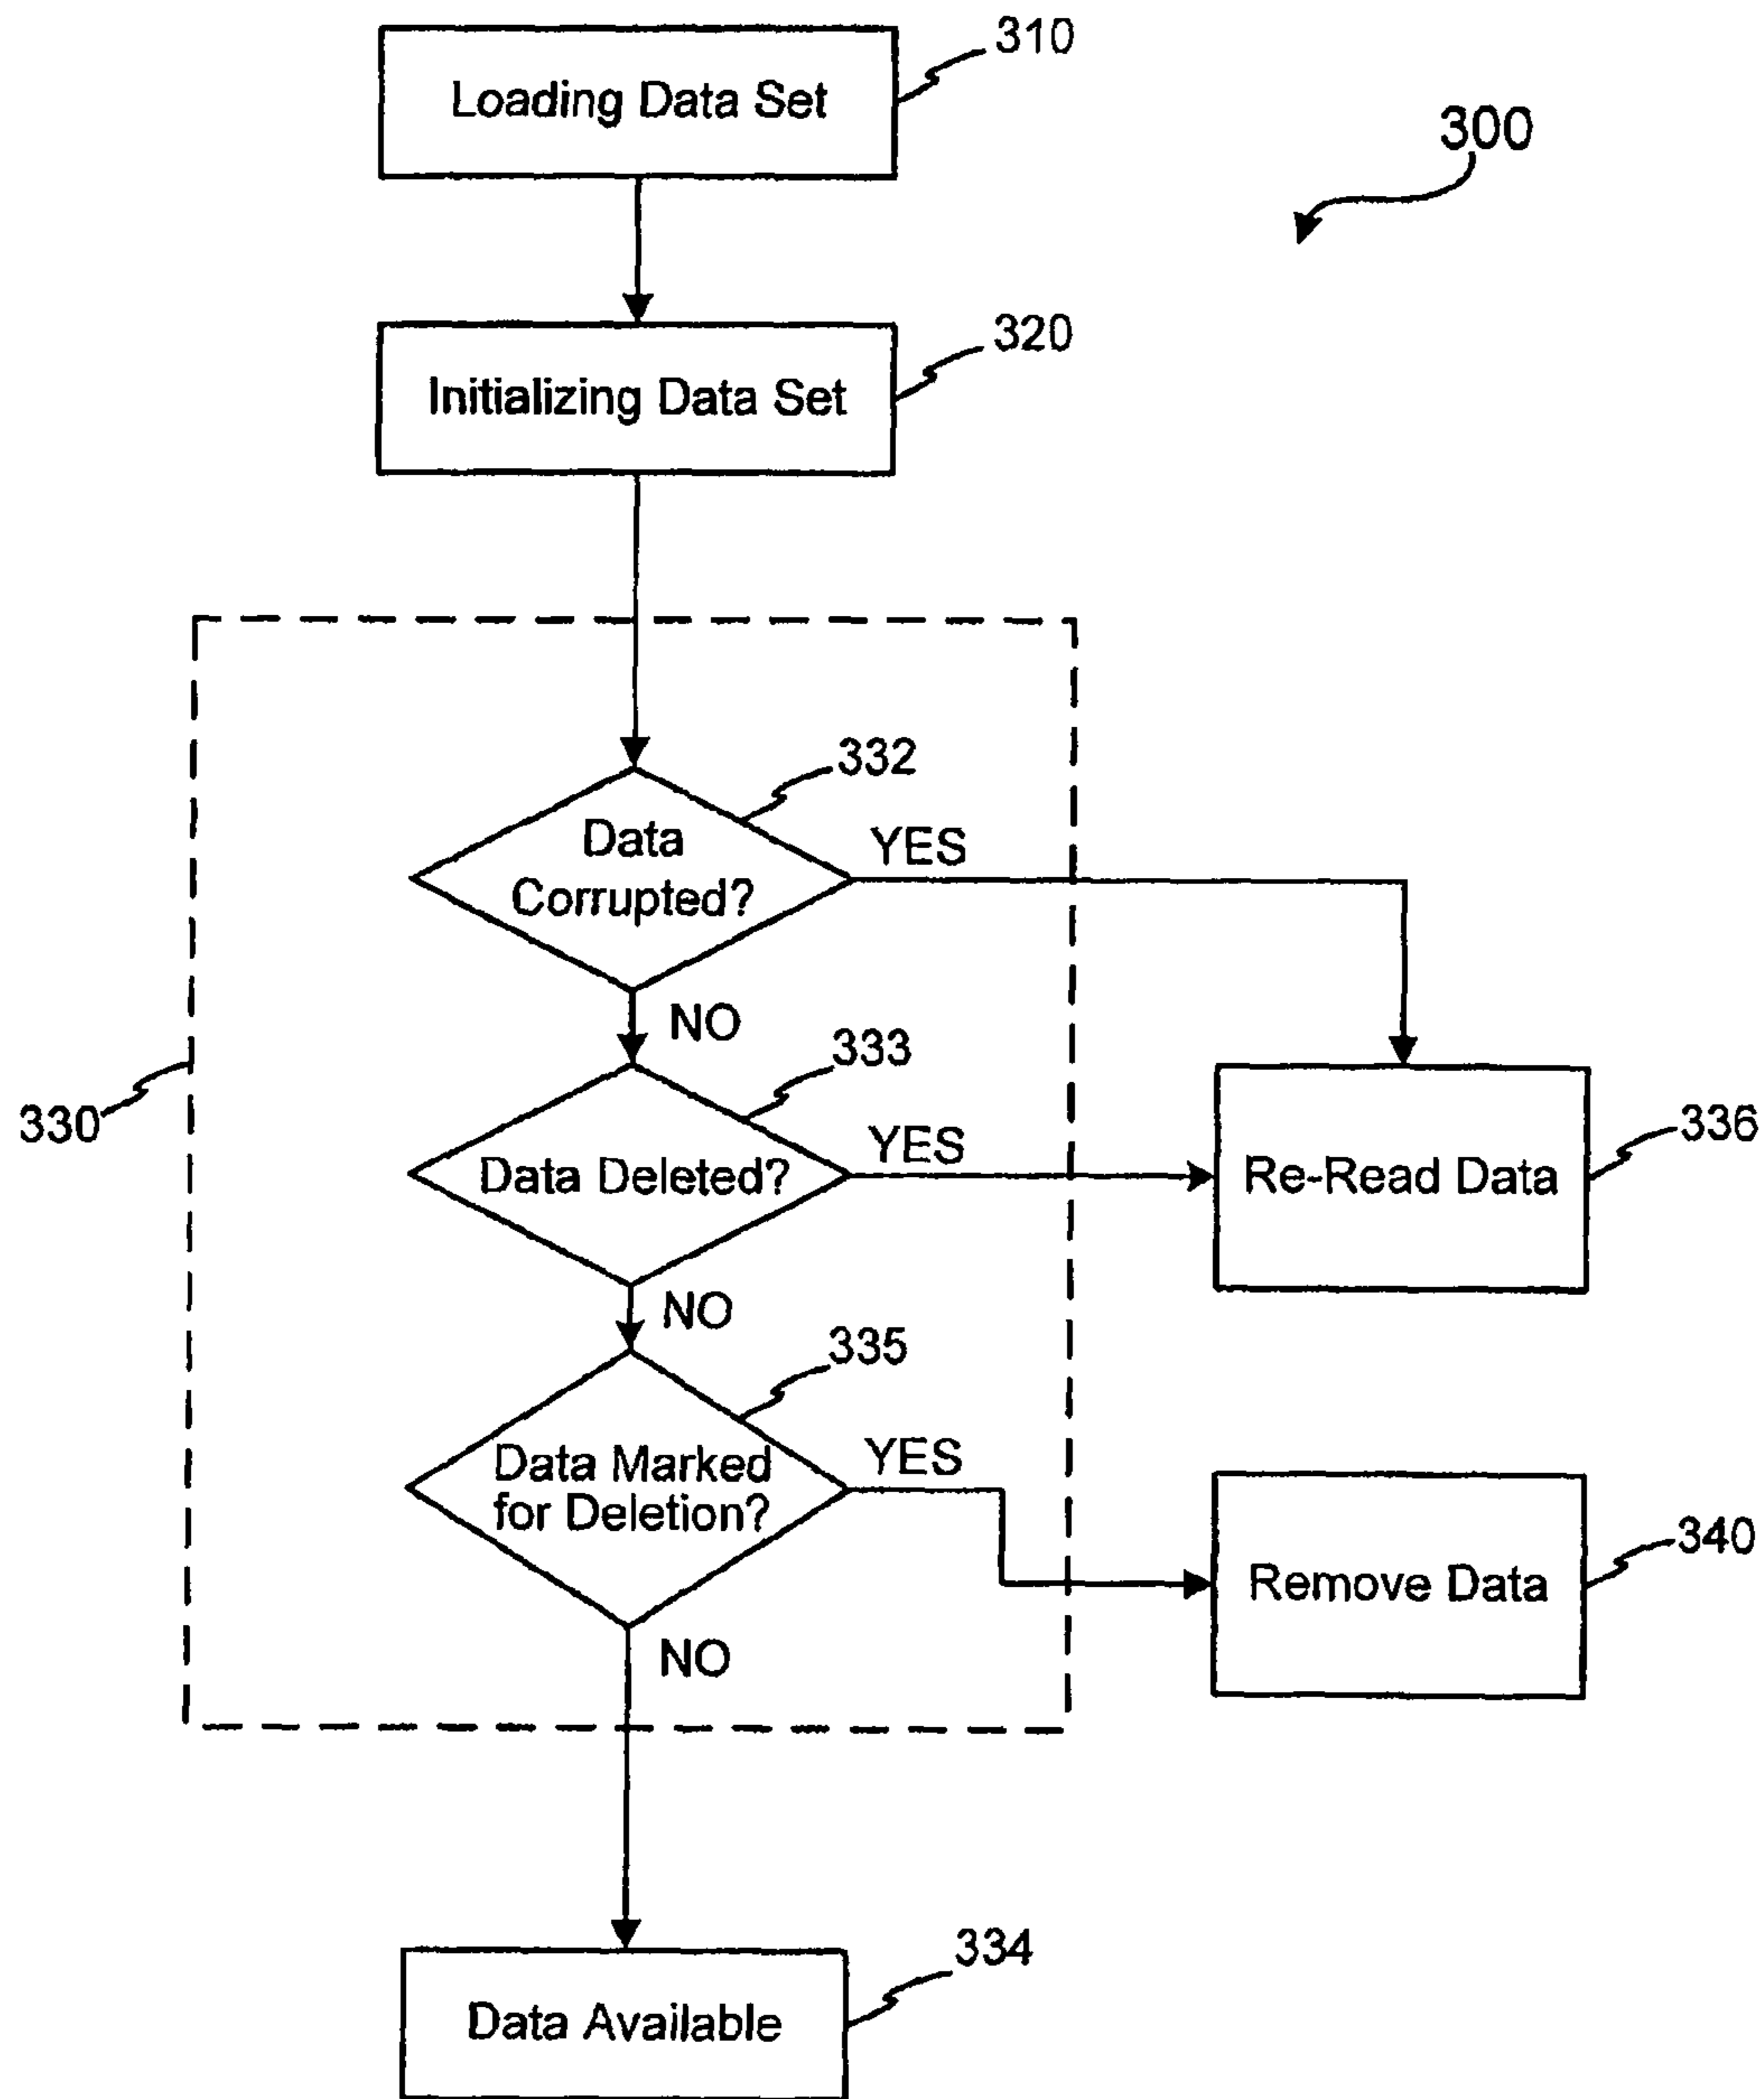 310
Loading Data Set
300
320
Initializing Data Set
332
Data
Corrupted?
YES
NO
333
330
Data Deleted?
YES
336
Re-Read Data
NO
335
Data Marked
for Deletion?
YES
340
Remove Data
NO
334
Data Available